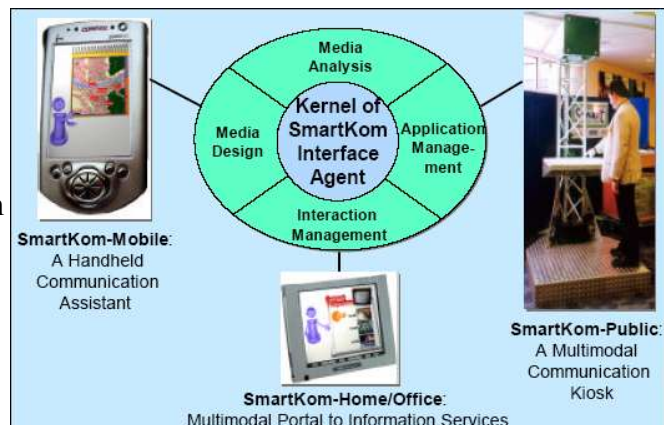 Media
Analysis
Kernel of
SmartKom
Interface
Agent
Media
Design
Application
Manage-
ment
Interaction
Management
SmartKom-Mobile:
A Handheld
Communication
Assistant
SmartKom-Public:
A Multimodal
Communication
Kiosk
SmartKom-Home/Office:
Multimodal Portal to Information Services